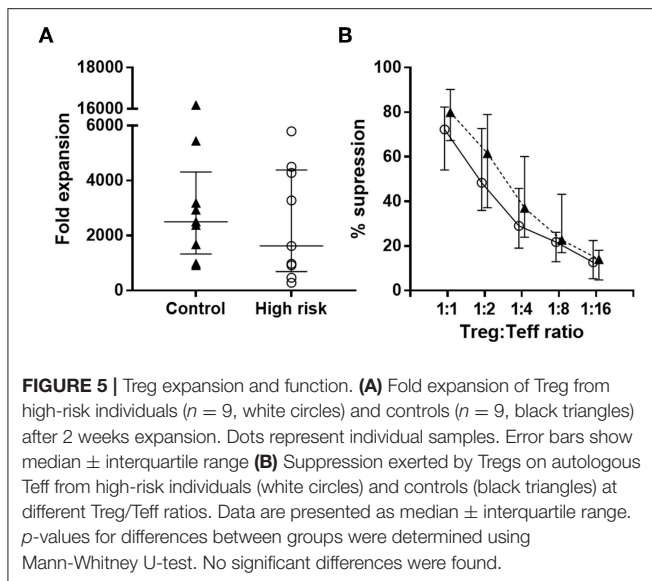 A
B
18000
16000
6000
4000
2000
0
Fold expansion
Control High risk
100
80
60
40
20
0
% supression
1:1 1:2 1:4 1:8 1:16
Treg:Teff ratio
FIGURE 5 | Treg expansion and function. (A) Fold expansion of Treg from
high-risk individuals (n = 9, white circles) and controls (n = 9, black triangles)
after 2 weeks expansion. Dots represent individual samples. Error bars show
median ± interquartile range (B) Suppression exerted by Tregs on autologous
Teff from high-risk individuals (white circles) and controls (black triangles) at
different Treg/Teff ratios. Data are presented as median ± interquartile range.
p-values for differences between groups were determined using
Mann-Whitney U-test. No significant differences were found.